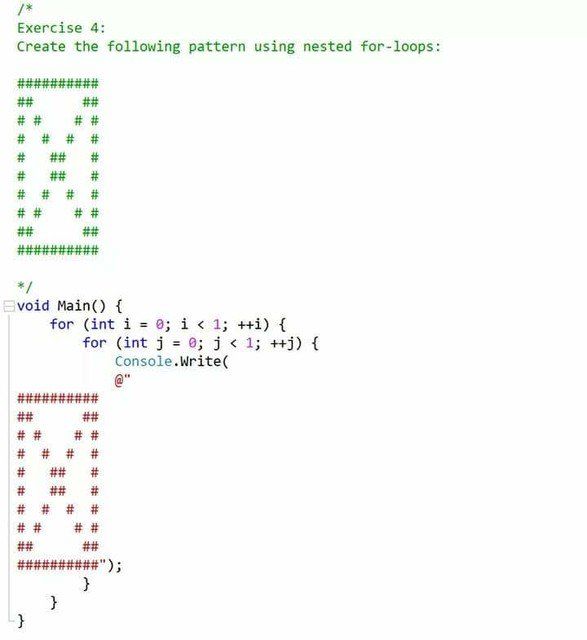 /*
Exercise 4:
Create the following pattern using nested for-loops:

##########
##      ##
# #    # #
#  #  #  #
#   ##   #
#   ##   #
#  #  #  #
# #    # #
##      ##
##########

*/
void Main() {
    for (int i = 0; i < 1; ++i) {
        for (int j = 0; j < 1; ++j) {
            Console.Write(
            @"
##########
##      ##
# #    # #
#  #  #  #
#   ##   #
#   ##   #
#  #  #  #
# #    # #
##      ##
##########");
        }
    }
}